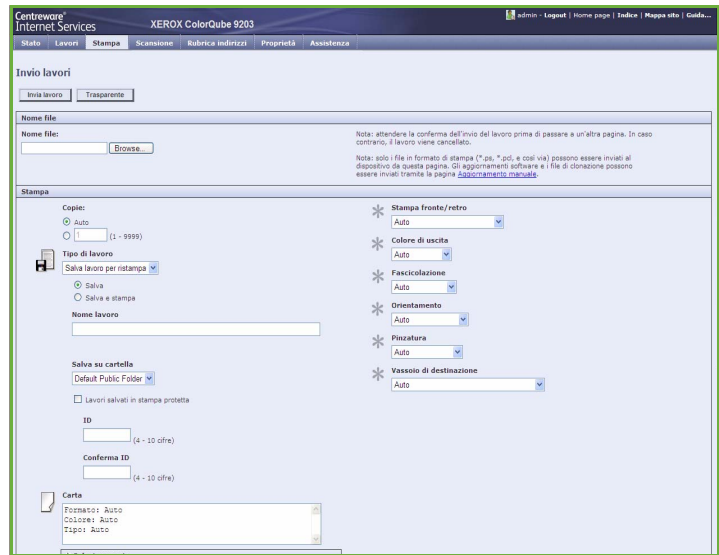 Centreware®
Internet Services
XEROX ColorQube 9203
admin - Logout | Home page | Indice | Mappa sito | Guida...
Stato Lavori Stampa Scansione Rubrica indirizzi Proprietà Assistenza
Invio lavori
Invia lavoro Trasparente
Nome file
Nome file:
Browse...
Nota: attendere la conferma dell'invio del lavoro prima di passare a un'altra pagina. In caso
contrario, il lavoro viene cancellato.
Nota: solo i file in formato di stampa (*.ps, *.pcl, e così via) possono essere inviati al
dispositivo da questa pagina. Gli aggiornamenti software e i file di clonazione possono
essere inviati tramite la pagina Aggiornamento manuale.
Stampa
Copie:
Auto
1 (1 - 9999)
Tipo di lavoro
Salva lavoro per ristampa
Salva
Salva e stampa
Nome lavoro
Salva su cartella
Default Public Folder
Lavori salvati in stampa protetta
ID
(4 - 10 cifre)
Conferma ID
(4 - 10 cifre)
Carta
Formato: Auto
Colore: Auto
Tipo: Auto
Stampa fronte/retro
Auto
Colore di uscita
Auto
Fascicolazione
Auto
Orientamento
Auto
Pinzatura
Auto
Vassoio di destinazione
Auto